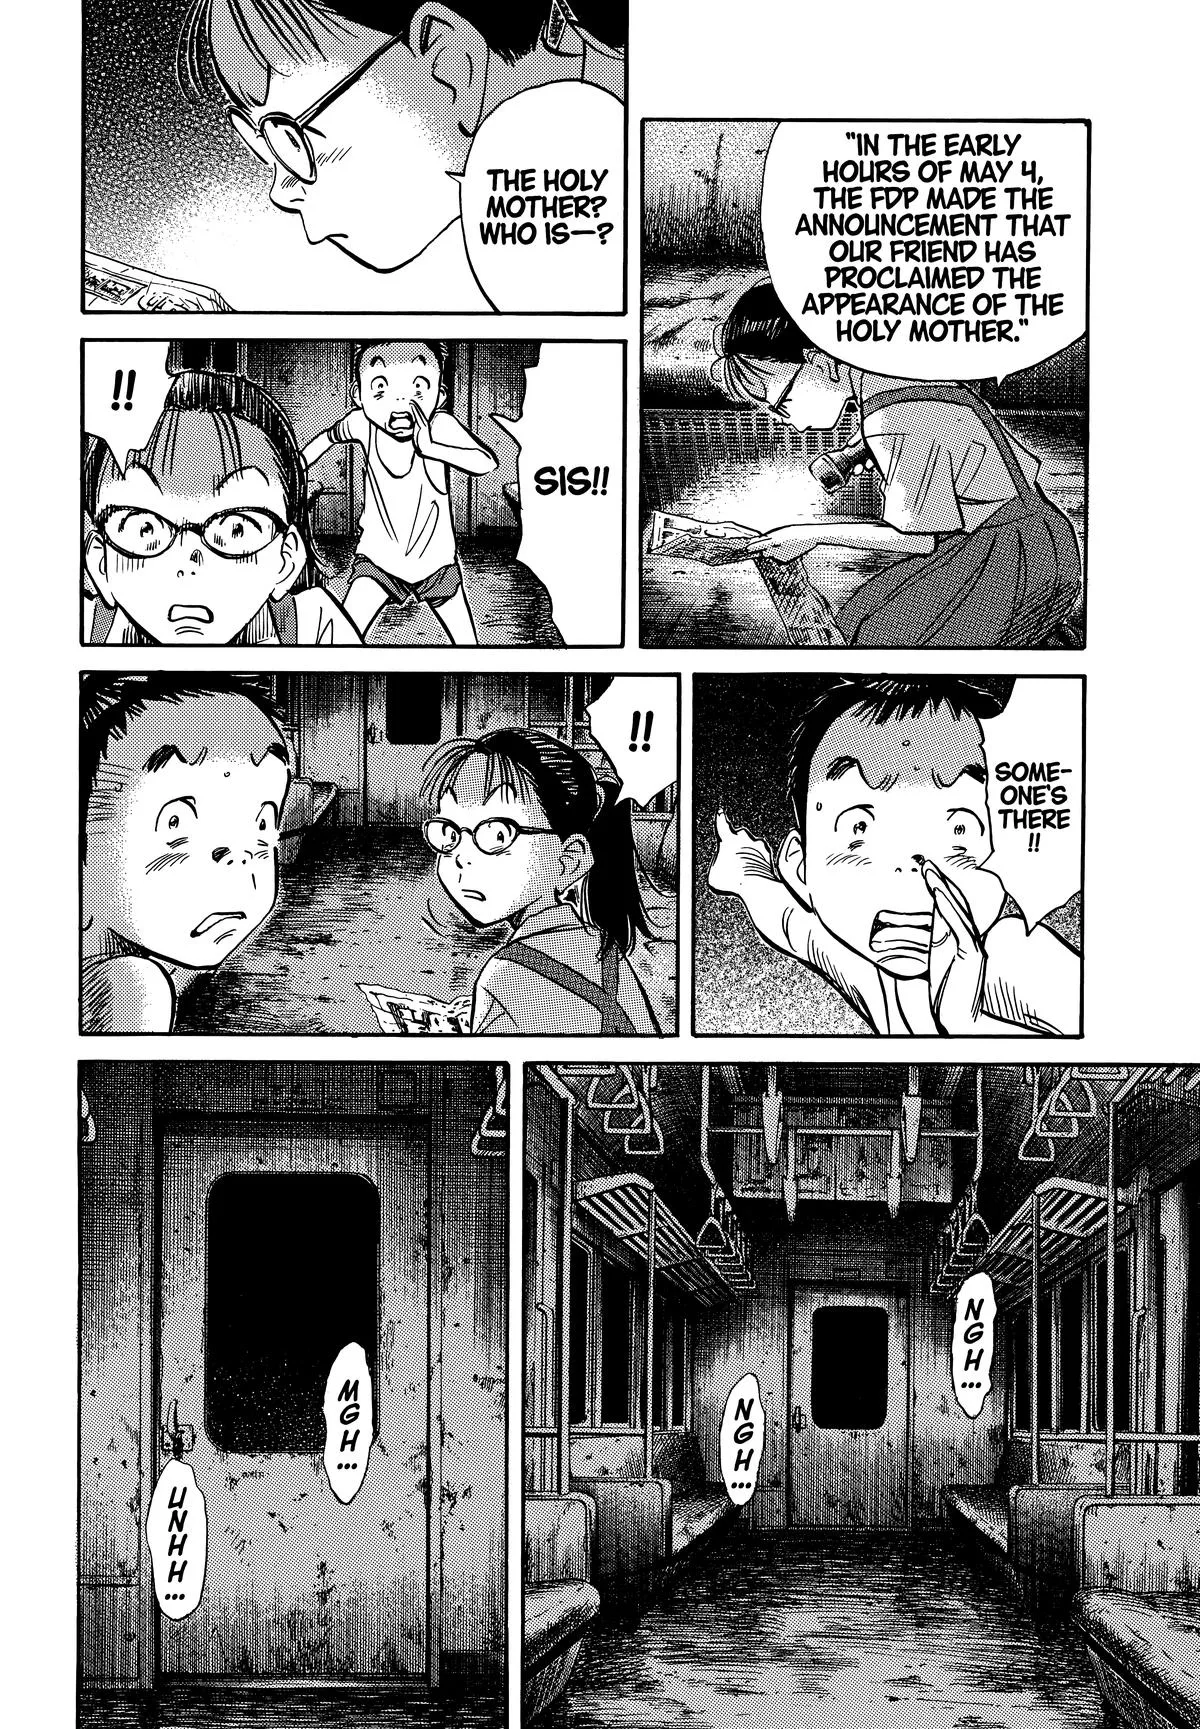 "IN THE EARLY
HOURS OF MAY 4,
THE FDP MADE THE
ANNOUNCEMENT THAT
OUR FRIEND HAS
PROCLAIMED THE
APPEARANCE OF THE
HOLY MOTHER."
THE HOLY
MOTHER?
WHO IS—?
SIS!!
!!
SOME-
ONE'S
THERE
!!
!!
NGH...
NGH...
MGH...
UNHH...